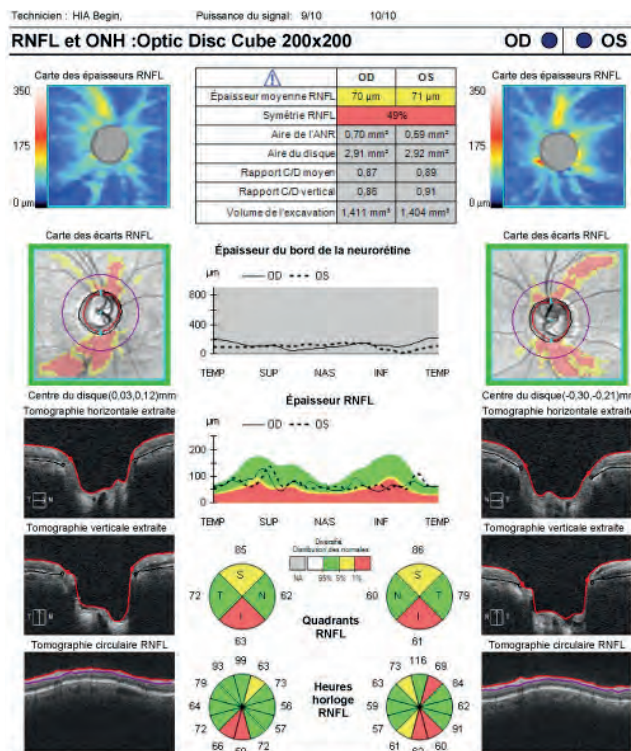 Technicien : HIA Begin, Puissance du signal: 9/10 10/10
RNFL et ONH :Optic Disc Cube 200x200 OD OS
Carte des épaisseurs RNFL
350
175
0 µm
OD OS
Épaisseur moyenne RNFL 70 µm 71 µm
Symétrie RNFL 49%
Aire de l'ANR 0,70 mm² 0,59 mm²
Aire du disque 2,91 mm² 2,92 mm²
Rapport C/D moyen 0,87 0,89
Rapport C/D vertical 0,86 0,91
Volume de l'excavation 1,411 mm³ 1,404 mm³
Carte des épaisseurs RNFL
350
175
0 µm
Carte des écarts RNFL
Épaisseur du bord de la neurorétine
µm
OD OS
800
400
0
TEMP SUP NAS INF TEMP
Carte des écarts RNFL
Centre du disque(0,03,0,12)mm
Tomographie horizontale extraite
Épaisseur RNFL
µm OD OS
200
100
0
TEMP SUP NAS INF TEMP
Centre du disque(-0,30,-0,21)mm
Tomographie horizontale extraite
T N
N T
Tomographie verticale extraite
Diversifié
Distribution des normales
NA 95% 5% 1%
Tomographie verticale extraite
85
S
72 T N 62
I
63
Quadrants
RNFL
86
S
60 N T 79
I
61
Tomographie circulaire RNFL
Heures
horloge
RNFL
Tomographie circulaire RNFL
99
93 63
79 73
64 56
72 57
66 72
116
73 69
63 84
59 62
57 91
61 60